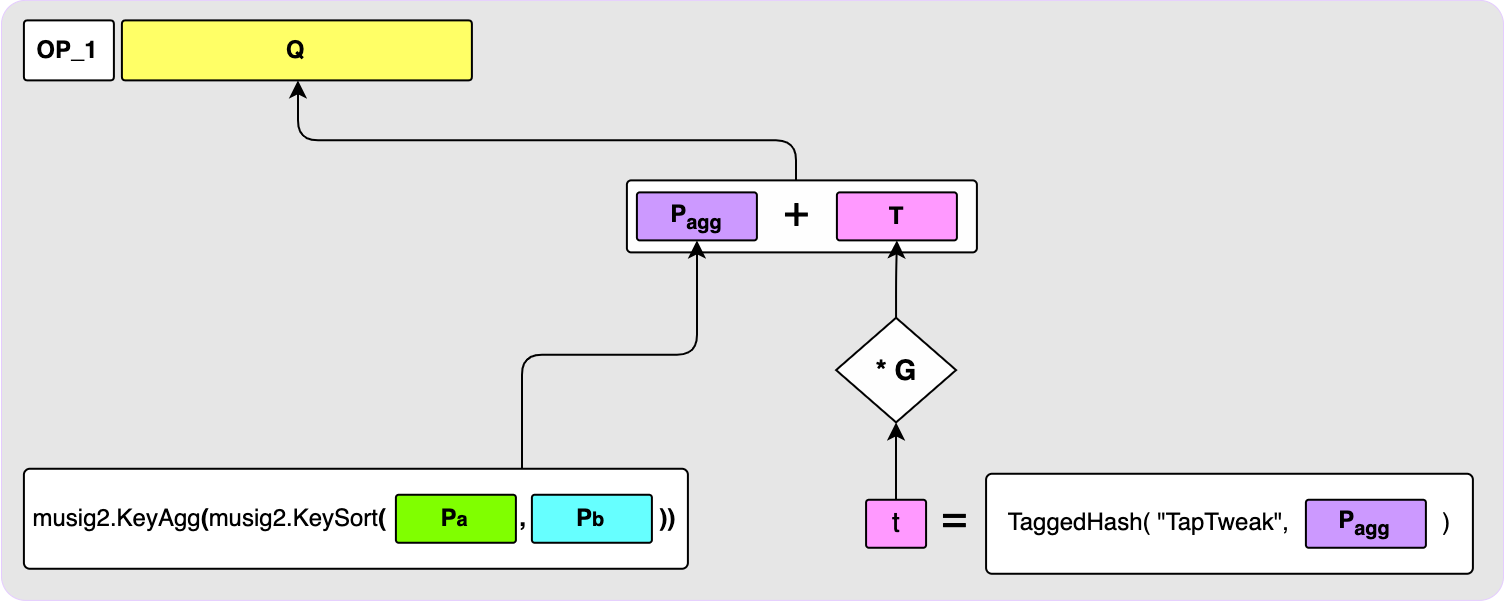 OP_1 Q
Pagg + T
* G
musig2.KeyAgg(musig2.KeySort( Pa , Pb ))
t = TaggedHash( "TapTweak", Pagg )